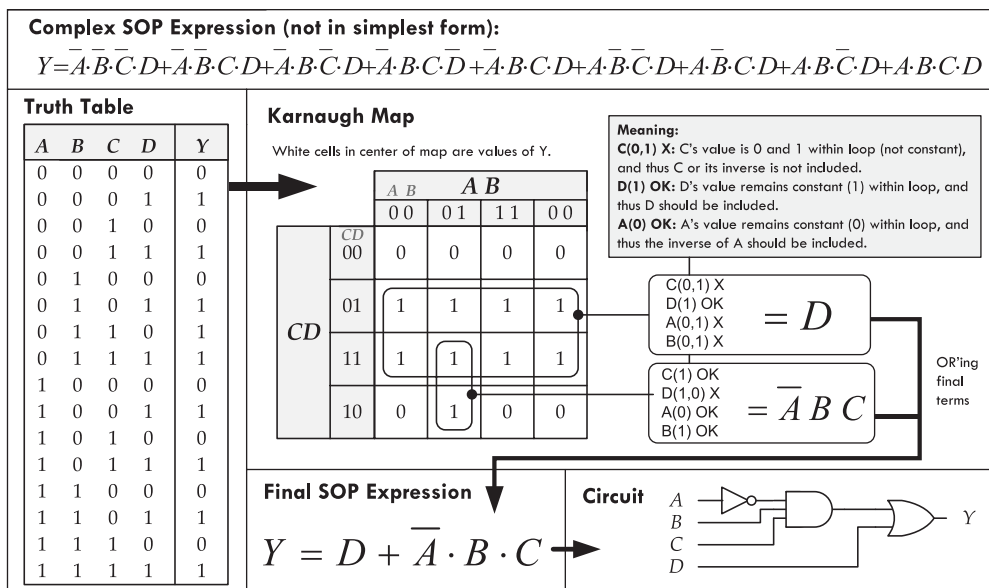 Complex SOP Expression (not in simplest form):
Y=A̅·B̅·C̅·D+A̅·B̅·C·D+A̅·B·C̅·D+A̅·B·C·D̅+A̅·B·C·D+A·B̅·C̅·D+A·B̅·C·D+A·B·C̅·D+A·B·C·D
Truth Table
A B C D Y
0 0 0 0 0
0 0 0 1 1
0 0 1 0 0
0 0 1 1 1
0 1 0 0 0
0 1 0 1 1
0 1 1 0 1
0 1 1 1 1
1 0 0 0 0
1 0 0 1 1
1 0 1 0 0
1 0 1 1 1
1 1 0 0 0
1 1 0 1 1
1 1 1 0 0
1 1 1 1 1
Karnaugh Map
White cells in center of map are values of Y.
A B
A B
00 01 11 00
CD
CD
00 0 0 0 0
01 1 1 1 1
11 1 1 1 1
10 0 1 0 0
Meaning:
C(0,1) X: C's value is 0 and 1 within loop (not constant),
and thus C or its inverse is not included.
D(1) OK: D's value remains constant (1) within loop, and
thus D should be included.
A(0) OK: A's value remains constant (0) within loop, and
thus the inverse of A should be included.
C(0,1) X
D(1) OK
A(0,1) X
B(0,1) X
= D
C(1) OK
D(1,0) X
A(0) OK
B(1) OK
= A̅ B C
OR'ing
final
terms
Final SOP Expression
Y = D + A̅ · B · C
Circuit
A
B
C
D
Y